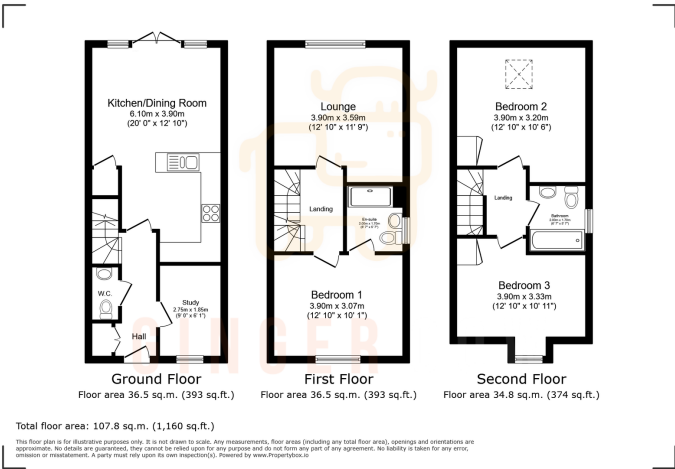 Kitchen/Dining Room
6.10m x 3.90m
(20' 0" x 12' 10")
W.C.
Study
2.75m x 1.85m
(9' 0" x 6' 1")
Hall
Ground Floor
Floor area 36.5 sq.m. (393 sq.ft.)
Lounge
3.90m x 3.59m
(12' 10" x 11' 9")
Landing
En-suite
Bedroom 1
3.90m x 3.07m
(12' 10" x 10' 1")
First Floor
Floor area 36.5 sq.m. (393 sq.ft.)
Bedroom 2
3.90m x 3.20m
(12' 10" x 10' 6")
Landing
Bathroom
Bedroom 3
3.90m x 3.33m
(12' 10" x 10' 11")
Second Floor
Floor area 34.8 sq.m. (374 sq.ft.)
GINGER
Total floor area: 107.8 sq.m. (1,160 sq.ft.)
This floor plan is for illustrative purposes only. It is not drawn to scale. Any measurements, floor areas (including any total floor area), openings and orientations are
approximate. No details are guaranteed, they cannot be relied upon for any purpose and do not form any part of any agreement. No liability is taken for any error,
omission or misstatement. A party must rely upon its own inspection(s). Powered by www.Propertybox.io